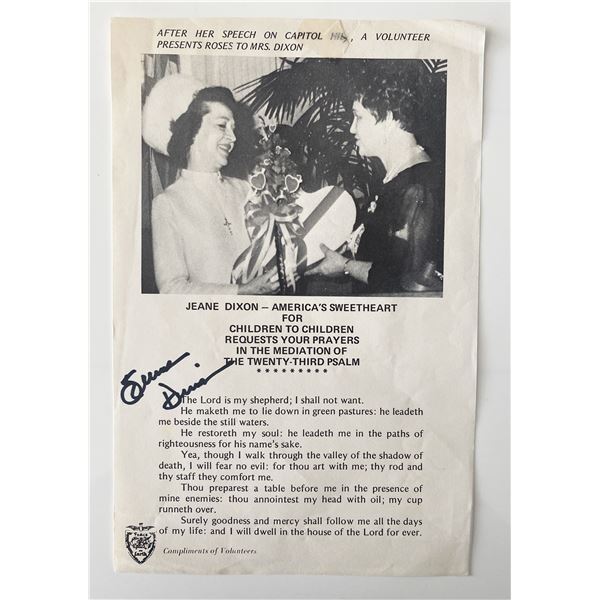 AFTER HER SPEECH ON CAPITOL HILL, A VOLUNTEER
PRESENTS ROSES TO MRS. DIXON
JEANE DIXON – AMERICA'S SWEETHEART
FOR
CHILDREN TO CHILDREN
REQUESTS YOUR PRAYERS
IN THE MEDIATION OF
THE TWENTY-THIRD PSALM
* * * * * * * * *
Jeane
Dixon
The Lord is my shepherd; I shall not want.
He maketh me to lie down in green pastures: he leadeth
me beside the still waters.
He restoreth my soul: he leadeth me in the paths of
righteousness for his name's sake.
Yea, though I walk through the valley of the shadow of
death, I will fear no evil: for thou art with me; thy rod and
thy staff they comfort me.
Thou preparest a table before me in the presence of
mine enemies: thou annointest my head with oil; my cup
runneth over.
Surely goodness and mercy shall follow me all the days
of my life: and I will dwell in the house of the Lord for ever.
Compliments of Volunteers